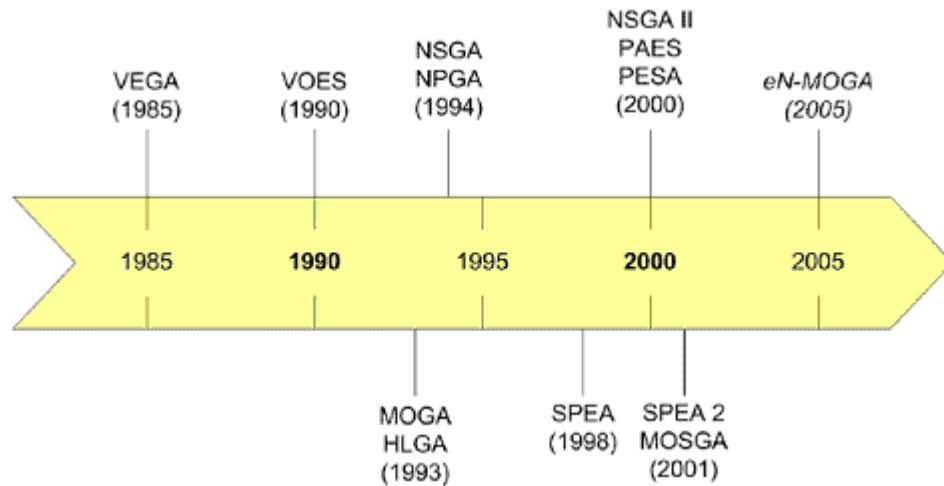 VEGA
(1985)
VOES
(1990)
NSGA
NPGA
(1994)
NSGA II
PAES
PESA
(2000)
eN-MOGA
(2005)
1985
1990
1995
2000
2005
MOGA
HLGA
(1993)
SPEA
(1998)
SPEA 2
MOSGA
(2001)